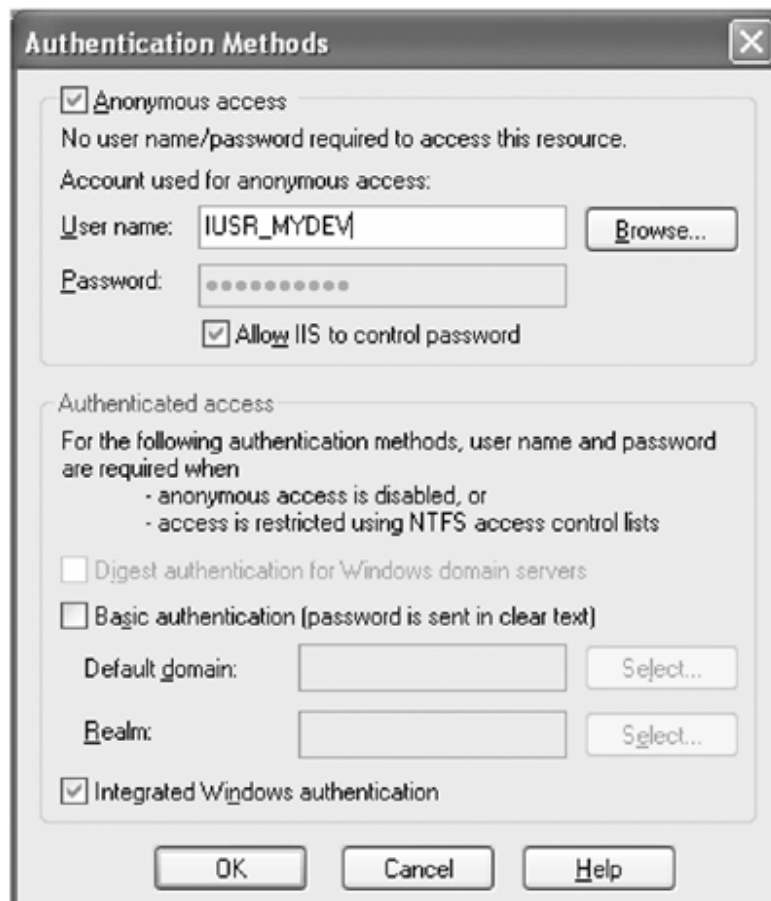 Authentication Methods
Anonymous access
No user name/password required to access this resource.
Account used for anonymous access:
User name: IUSR_MYDEV Browse...
Password: ●●●●●●●●●●
Allow IIS to control password
Authenticated access
For the following authentication methods, user name and password
are required when
- anonymous access is disabled, or
- access is restricted using NTFS access control lists
Digest authentication for Windows domain servers
Basic authentication (password is sent in clear text)
Default domain: Select...
Realm: Select...
Integrated Windows authentication
OK Cancel Help